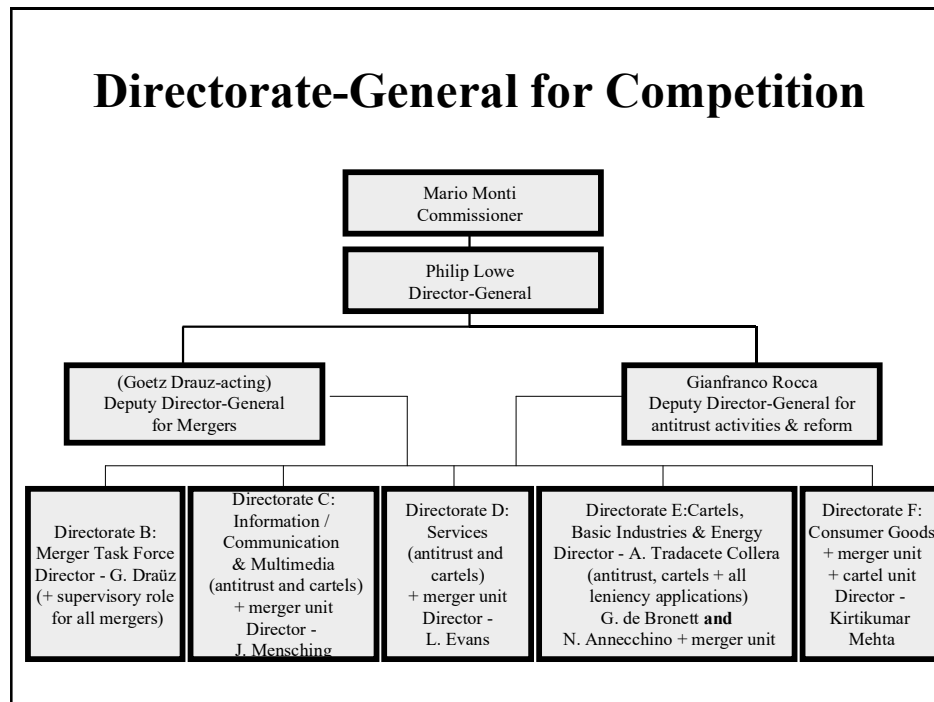 Directorate-General for Competition
Mario Monti
Commissioner
Philip Lowe
Director-General
(Goetz Drauz-acting)
Deputy Director-General
for Mergers
Gianfranco Rocca
Deputy Director-General for
antitrust activities & reform
Directorate B:
Merger Task Force
Director - G. Draüz
(+ supervisory role
for all mergers)
Directorate C:
Information /
Communication
& Multimedia
(antitrust and cartels)
+ merger unit
Director -
J. Mensching
Directorate D:
Services
(antitrust and
cartels)
+ merger unit
Director -
L. Evans
Directorate E:Cartels,
Basic Industries & Energy
Director - A. Tradacete Collera
(antitrust, cartels + all
leniency applications)
G. de Bronett and
N. Annecchino + merger unit
Directorate F:
Consumer Goods
+ merger unit
+ cartel unit
Director -
Kirtikumar
Mehta